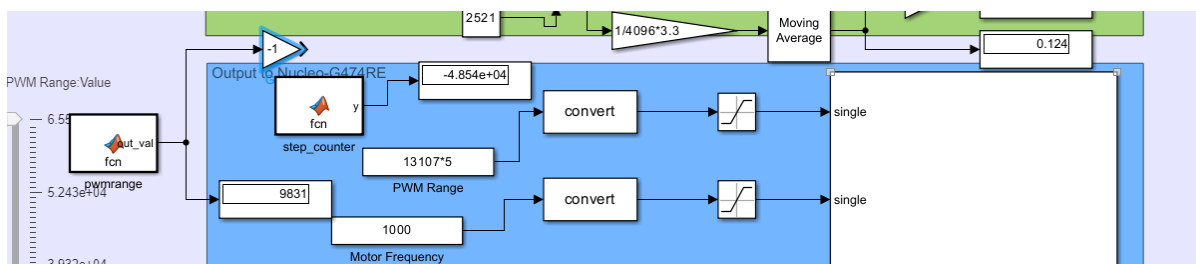 2521
1/4096*3.3
Moving
Average
0.124
-1
Output to Nucleo-G474RE
-4.854e+04
PWM Range:Value
y
fcn
step_counter
convert
single
out_val
fcn
pwmrange
13107*5
PWM Range
5.243e+04
9831
convert
single
1000
Motor Frequency